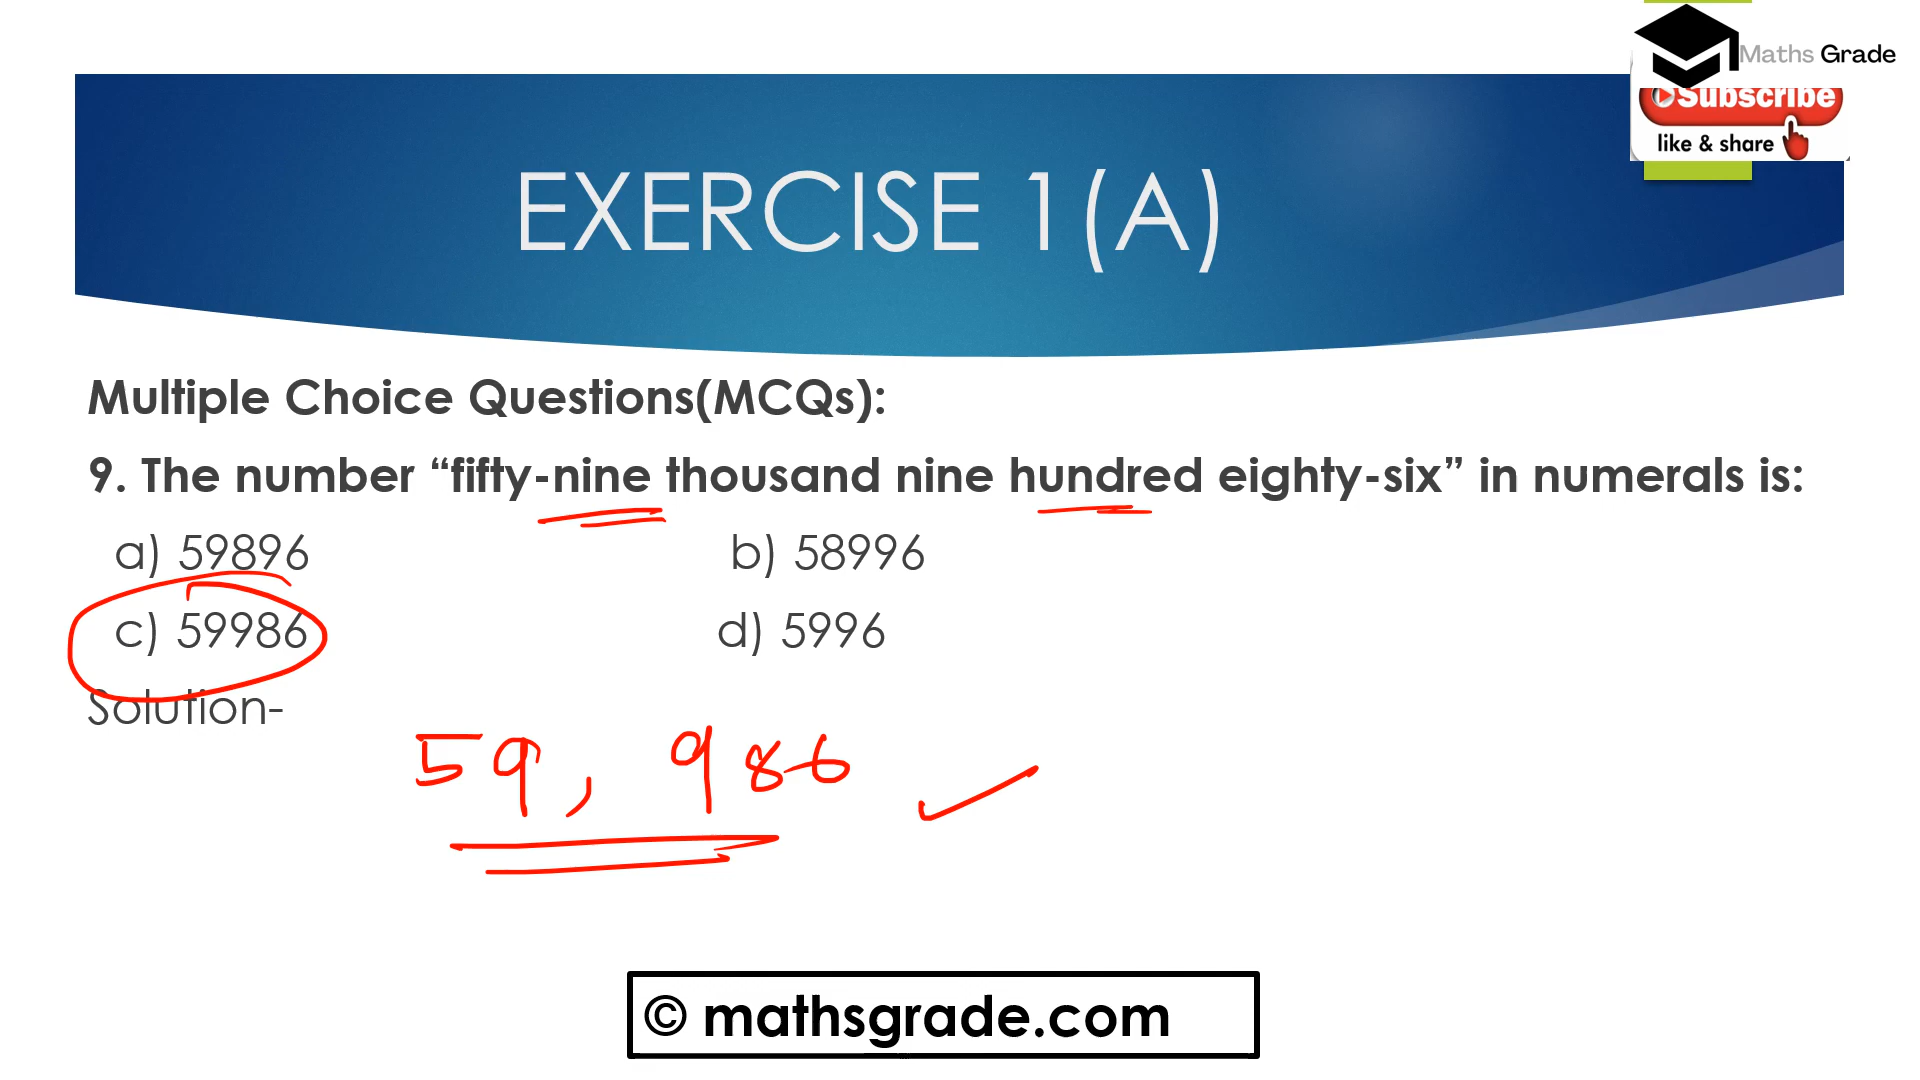 Maths Grade
Subscribe
like & share
EXERCISE 1(A)
Multiple Choice Questions(MCQs):
9. The number “fifty-nine thousand nine hundred eighty-six” in numerals is:
a) 59896 b) 58996
c) 59986 d) 5996
Solution-
59, 986
© mathsgrade.com